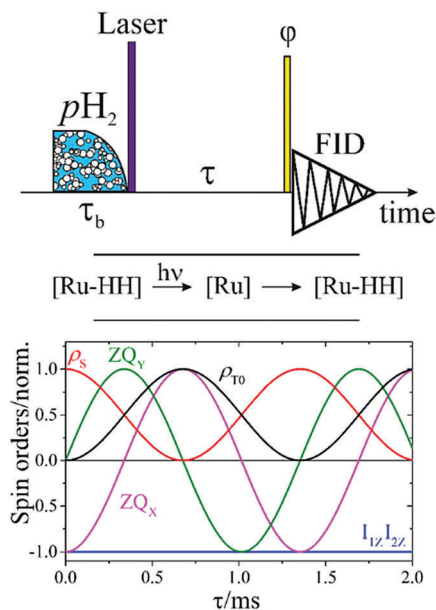 Laser
φ
pH₂
FID
τ
τb
time
[Ru-HH] hν→ [Ru] → [Ru-HH]
Spin orders/norm.
1.0
0.5
0.0
-0.5
-1.0
ρS
ZQY
ρT0
ZQX
I1ZI2Z
0.0 0.5 1.0 1.5 2.0
τ/ms